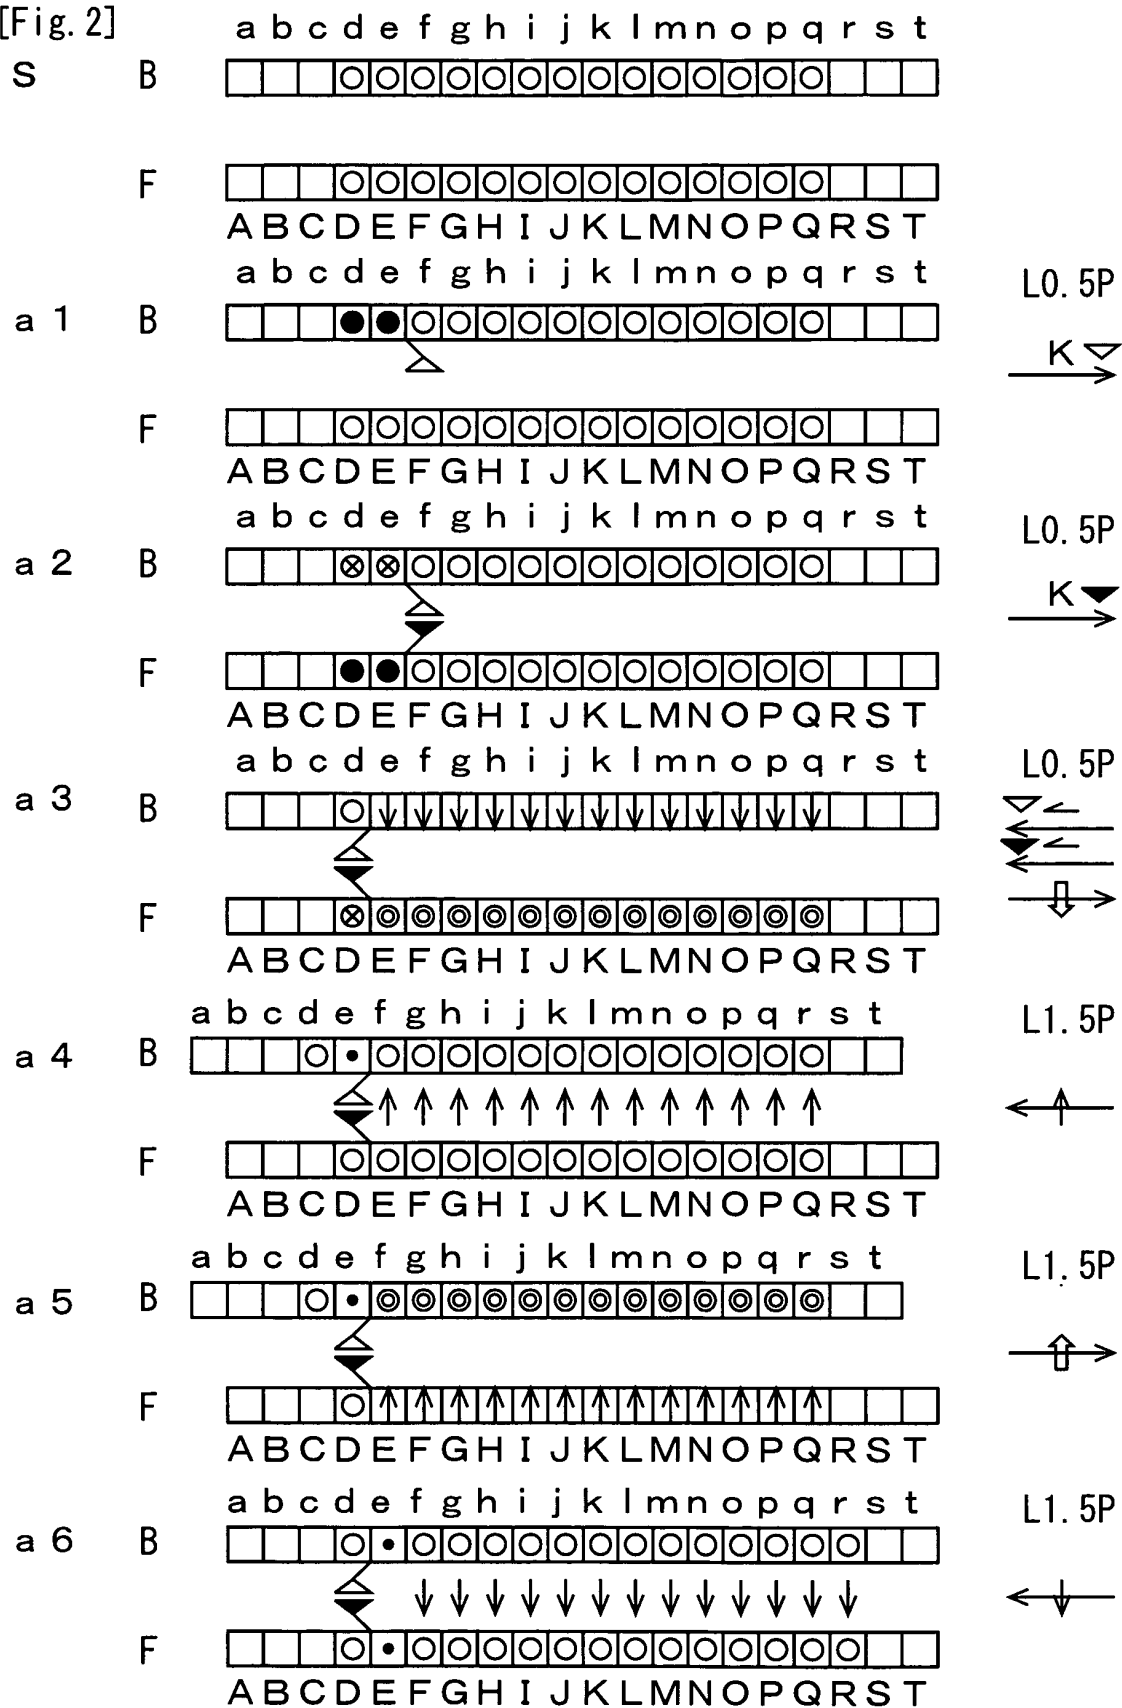 [Fig. 2]
a b c d e f g h i j k l m n o p q r s t
S B
F
A B C D E F G H I J K L M N O P Q R S T
a b c d e f g h i j k l m n o p q r s t
L0. 5P
a 1 B
K
F
A B C D E F G H I J K L M N O P Q R S T
a b c d e f g h i j k l m n o p q r s t
L0. 5P
a 2 B
K
F
A B C D E F G H I J K L M N O P Q R S T
a b c d e f g h i j k l m n o p q r s t
L0. 5P
a 3 B
F
A B C D E F G H I J K L M N O P Q R S T
a b c d e f g h i j k l m n o p q r s t
L1. 5P
a 4 B
F
A B C D E F G H I J K L M N O P Q R S T
a b c d e f g h i j k l m n o p q r s t
L1. 5P
a 5 B
F
A B C D E F G H I J K L M N O P Q R S T
a b c d e f g h i j k l m n o p q r s t
L1. 5P
a 6 B
F
A B C D E F G H I J K L M N O P Q R S T